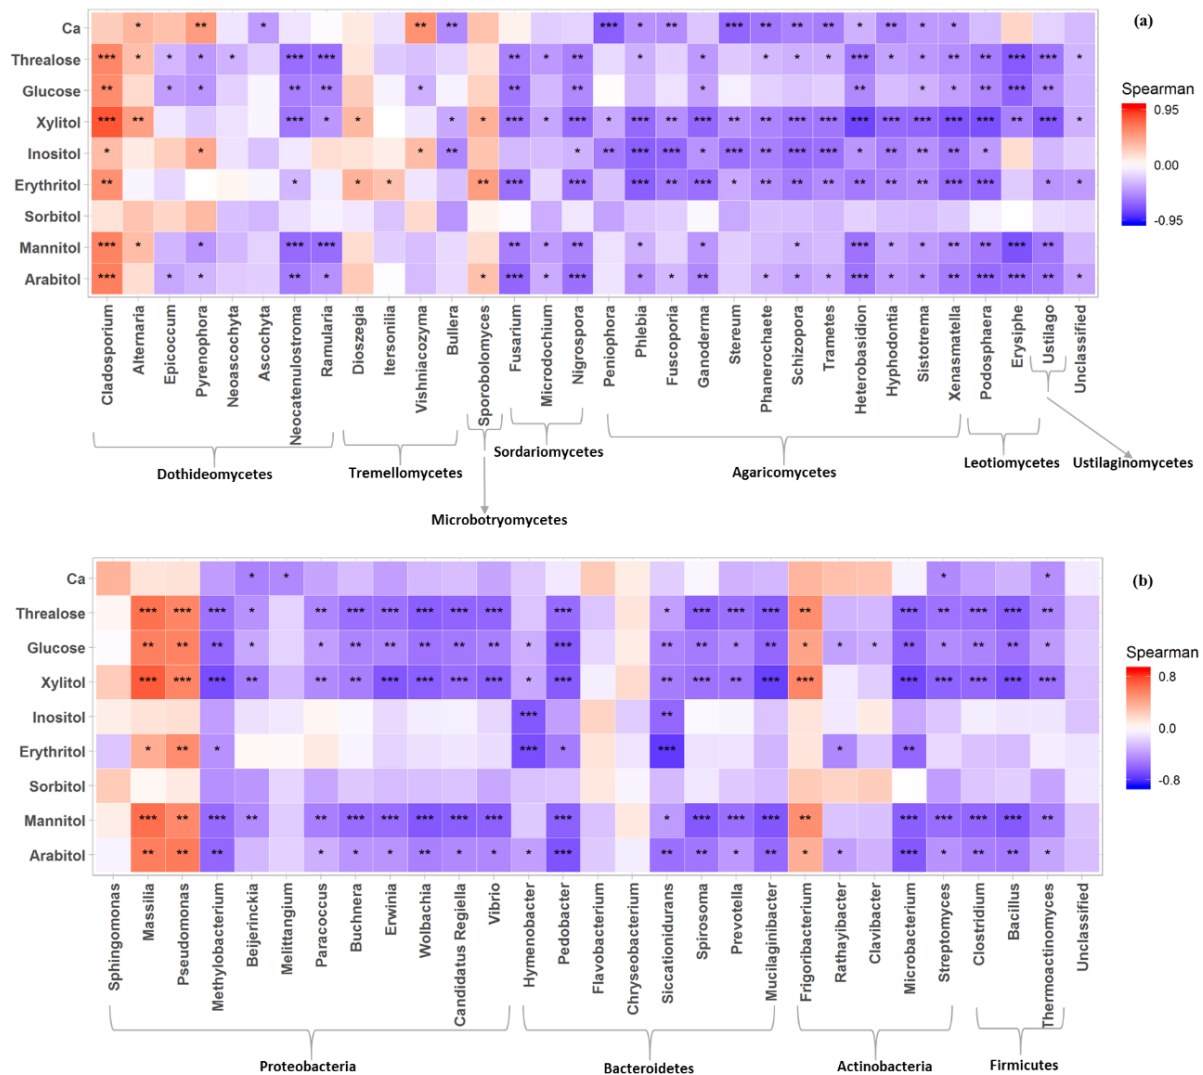 (a)
Ca * ** * ** ** *** * ** *** ** ** ** * ** * *
Threalose *** * * * * *** *** ** * ** * * * * * *** * * ** ** *** *** *
Glucose ** * * ** ** * ** ** * ** * * ** *** **
Xylitol *** ** *** * * * * *** * *** * *** ** *** ** ** *** *** *** *** *** *** *** ** *** *
Inositol * * * ** * ** *** *** * *** ** *** *** * ** * ** *
Erythritol ** * * * ** *** *** *** ** *** * ** ** * ** ** ** *** *** * *
Sorbitol
Mannitol *** * * *** *** ** * ** * * * *** * * ** ** *** **
Arabitol *** * * ** * * *** * *** * * ** * * * *** * * ** *** *** ** *
Spearman
0.95
0.00
-0.95
Cladosporium
Alternaria
Epicoccum
Pyrenophora
Neoascochyta
Ascochyta
Neocatenulostroma
Ramularia
Dioszegia
Itersonilia
Vishniacozyma
Bullera
Sporobolomyces
Fusarium
Microdochium
Nigrospora
Peniophora
Phlebia
Fuscoporia
Ganoderma
Stereum
Phanerochaete
Schizopora
Trametes
Heterobasidion
Hyphodontia
Sistotrema
Xenasmatella
Podosphaera
Erysiphe
Ustilago
Unclassified
Dothideomycetes
Tremellomycetes
Microbotryomycetes
Sordariomycetes
Agaricomycetes
Leotiomycetes
Ustilaginomycetes
(b)
Ca * * * *
Threalose *** *** *** * ** *** *** *** *** *** *** * *** *** *** ** *** ** *** *** **
Glucose ** ** ** * * ** ** ** ** ** * *** ** ** * ** * * * ** * ** ** *
Xylitol *** *** *** ** ** ** *** *** *** *** * *** ** *** ** *** *** *** *** *** *** ***
Inositol *** **
Erythritol * ** * *** * *** * **
Sorbitol
Mannitol *** ** *** ** ** *** *** *** *** *** *** * *** *** *** ** *** *** *** *** **
Arabitol ** ** ** * * * ** * * * *** ** ** * ** * * *** * ** ** *
Spearman
0.8
0.0
-0.8
Sphingomonas
Massilia
Pseudomonas
Methylobacterium
Beijerinckia
Melittangium
Paracoccus
Buchnera
Erwinia
Wolbachia
Candidatus Regiella
Vibrio
Hymenobacter
Pedobacter
Flavobacterium
Chryseobacterium
Siccationidurans
Spirosoma
Prevotella
Mucilaginibacter
Frigoribacterium
Rathayibacter
Clavibacter
Microbacterium
Streptomyces
Clostridium
Bacillus
Thermoactinomyces
Unclassified
Proteobacteria
Bacteroidetes
Actinobacteria
Firmicutes